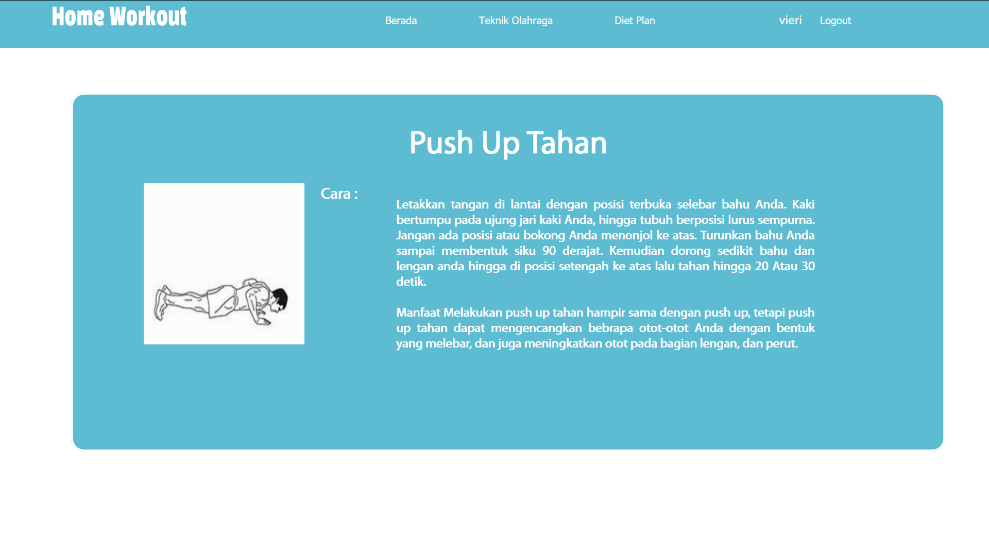 Home Workout
Berada
Teknik Olahraga
Diet Plan
vieri
Logout
Push Up Tahan
Cara :
Letakkan tangan di lantai dengan posisi terbuka selebar bahu Anda. Kaki
bertumpu pada ujung jari kaki Anda, hingga tubuh berposisi lurus sempurna.
Jangan ada posisi atau bokong Anda menonjol ke atas. Turunkan bahu Anda
sampai membentuk siku 90 derajat. Kemudian dorong sedikit bahu dan
lengan anda hingga di posisi setengah ke atas lalu tahan hingga 20 Atau 30
detik.
Manfaat Melakukan push up tahan hampir sama dengan push up, tetapi push
up tahan dapat mengencangkan bebrapa otot-otot Anda dengan bentuk
yang melebar, dan juga meningkatkan otot pada bagian lengan, dan perut.